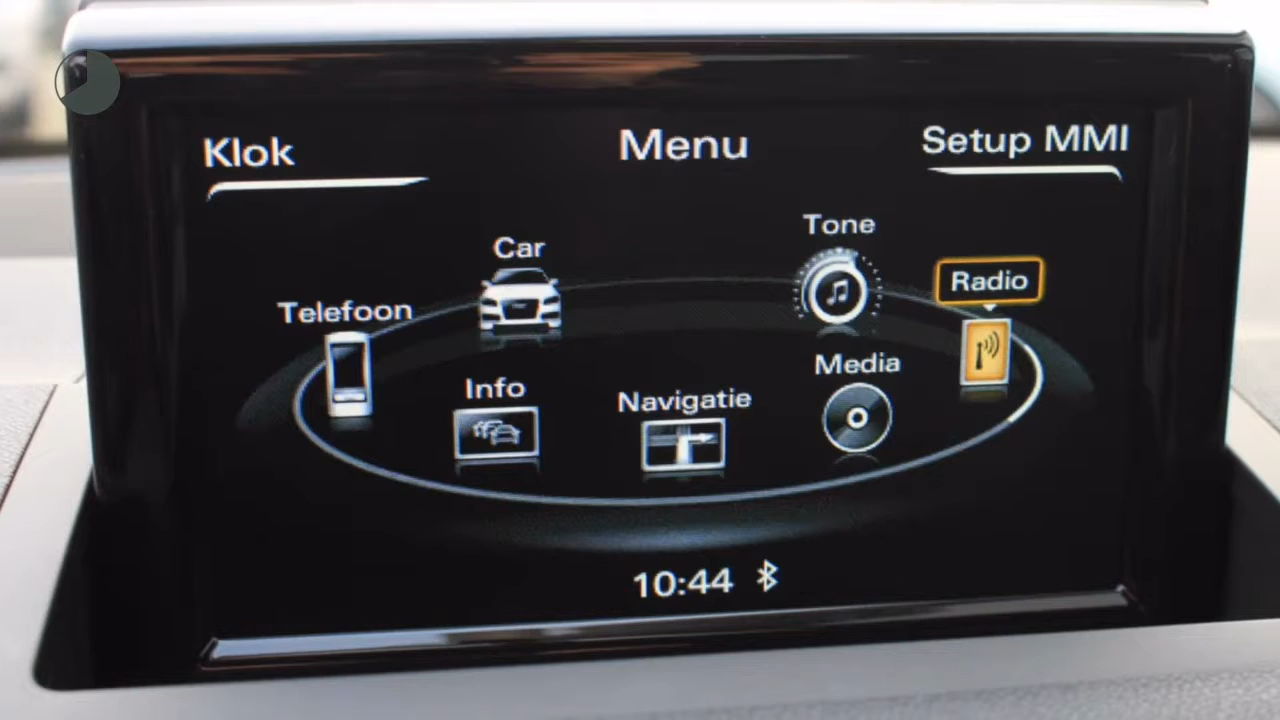 Klok
Menu
Setup MMI
Tone
Car
Radio
Telefoon
Media
Info
Navigatie
10:44